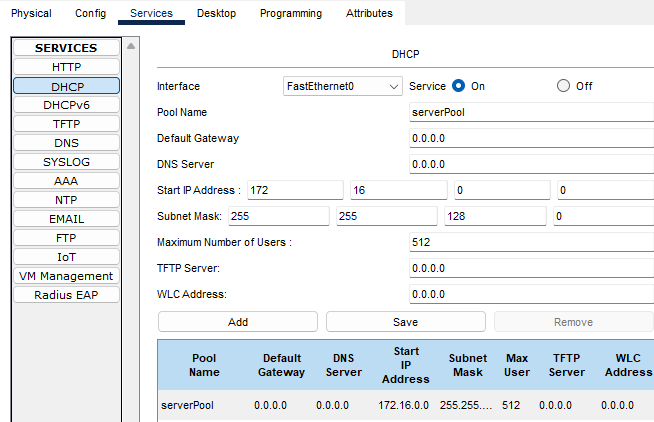 Physical Config Services Desktop Programming Attributes
SERVICES
HTTP
DHCP
DHCPv6
TFTP
DNS
SYSLOG
AAA
NTP
EMAIL
FTP
IoT
VM Management
Radius EAP
DHCP
Interface FastEthernet0 Service On Off
Pool Name serverPool
Default Gateway 0.0.0.0
DNS Server 0.0.0.0
Start IP Address : 172 16 0 0
Subnet Mask: 255 255 128 0
Maximum Number of Users : 512
TFTP Server: 0.0.0.0
WLC Address: 0.0.0.0
Add Save Remove
Pool Name Default Gateway DNS Server Start IP Address Subnet Mask Max User TFTP Server WLC Address
serverPool 0.0.0.0 0.0.0.0 172.16.0.0 255.255.... 512 0.0.0.0 0.0.0.0